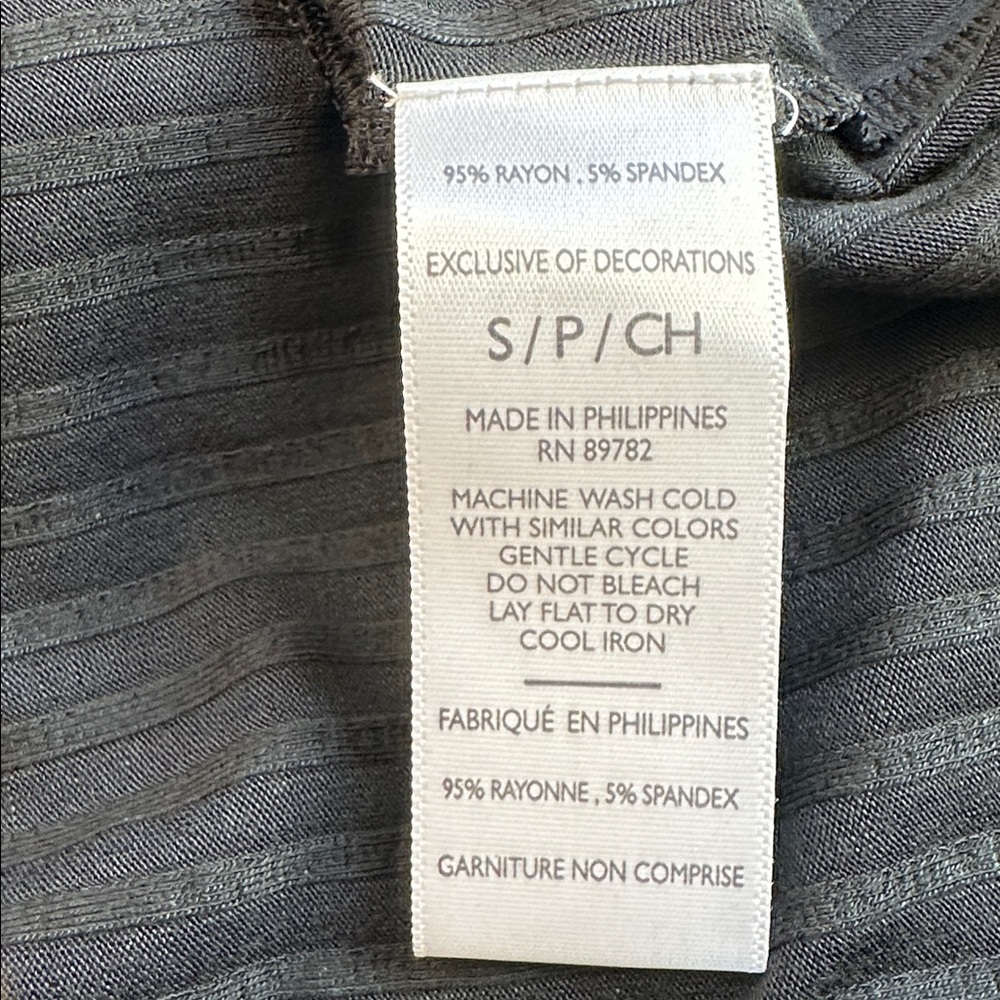 95% RAYON , 5% SPANDEX
EXCLUSIVE OF DECORATIONS
S / P / CH
MADE IN PHILIPPINES
RN 89782
MACHINE WASH COLD
WITH SIMILAR COLORS
GENTLE CYCLE
DO NOT BLEACH
LAY FLAT TO DRY
COOL IRON
FABRIQUÉ EN PHILIPPINES
95% RAYONNE , 5% SPANDEX
GARNITURE NON COMPRISE